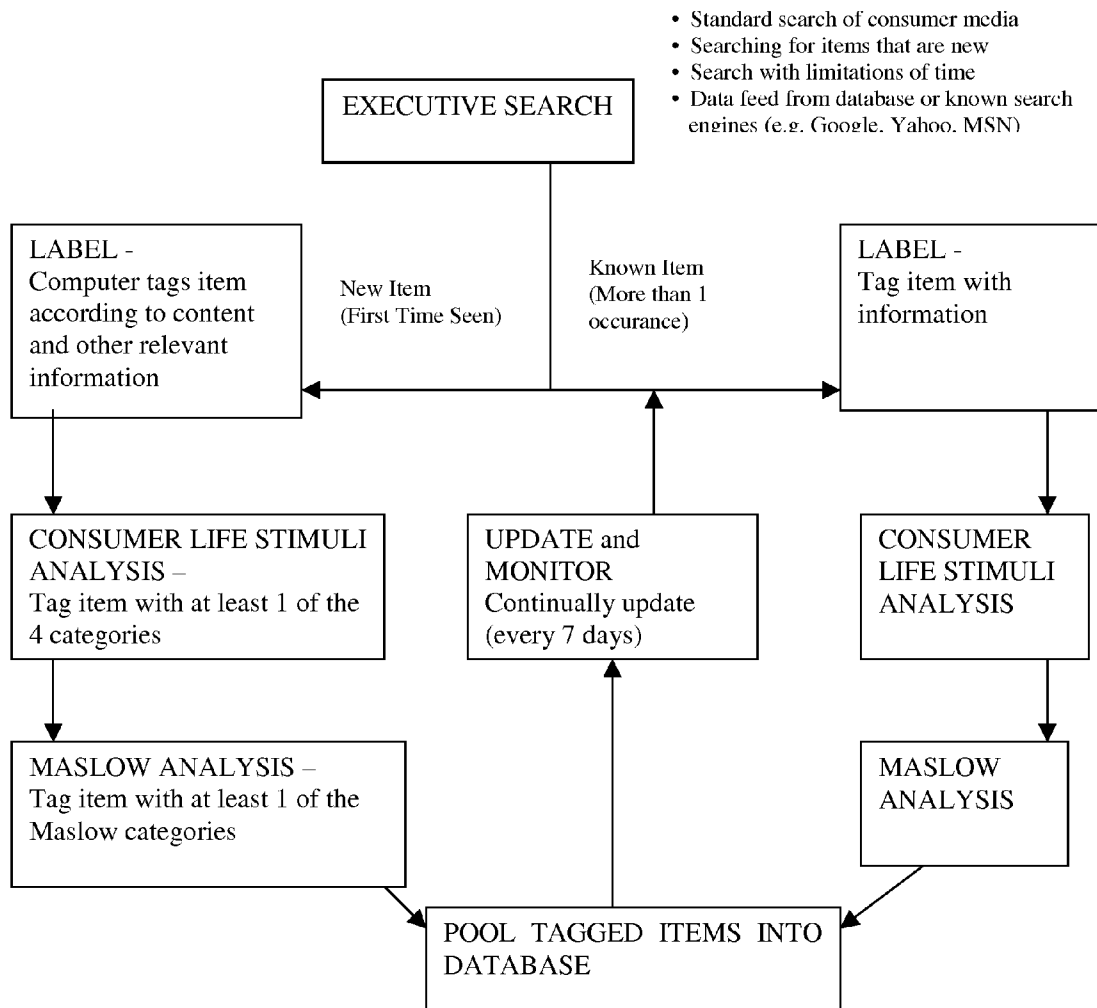 • Standard search of consumer media
• Searching for items that are new
• Search with limitations of time
• Data feed from database or known search
engines (e.g. Google, Yahoo, MSN)
EXECUTIVE SEARCH
LABEL -
Computer tags item
according to content
and other relevant
information
New Item
(First Time Seen)
Known Item
(More than 1
occurance)
LABEL -
Tag item with
information
CONSUMER LIFE STIMULI
ANALYSIS –
Tag item with at least 1 of the
4 categories
UPDATE and
MONITOR
Continually update
(every 7 days)
CONSUMER
LIFE STIMULI
ANALYSIS
MASLOW ANALYSIS –
Tag item with at least 1 of the
Maslow categories
MASLOW
ANALYSIS
POOL TAGGED ITEMS INTO
DATABASE